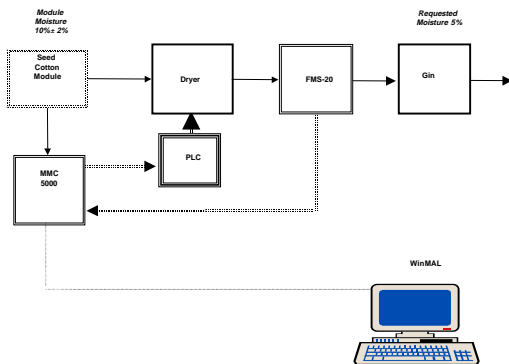 Module
Moisture
10%± 2%
Requested
Moisture 5%
Seed
Cotton
Module
Dryer
FMS-20
Gin
PLC
MMC
5000
WinMAL